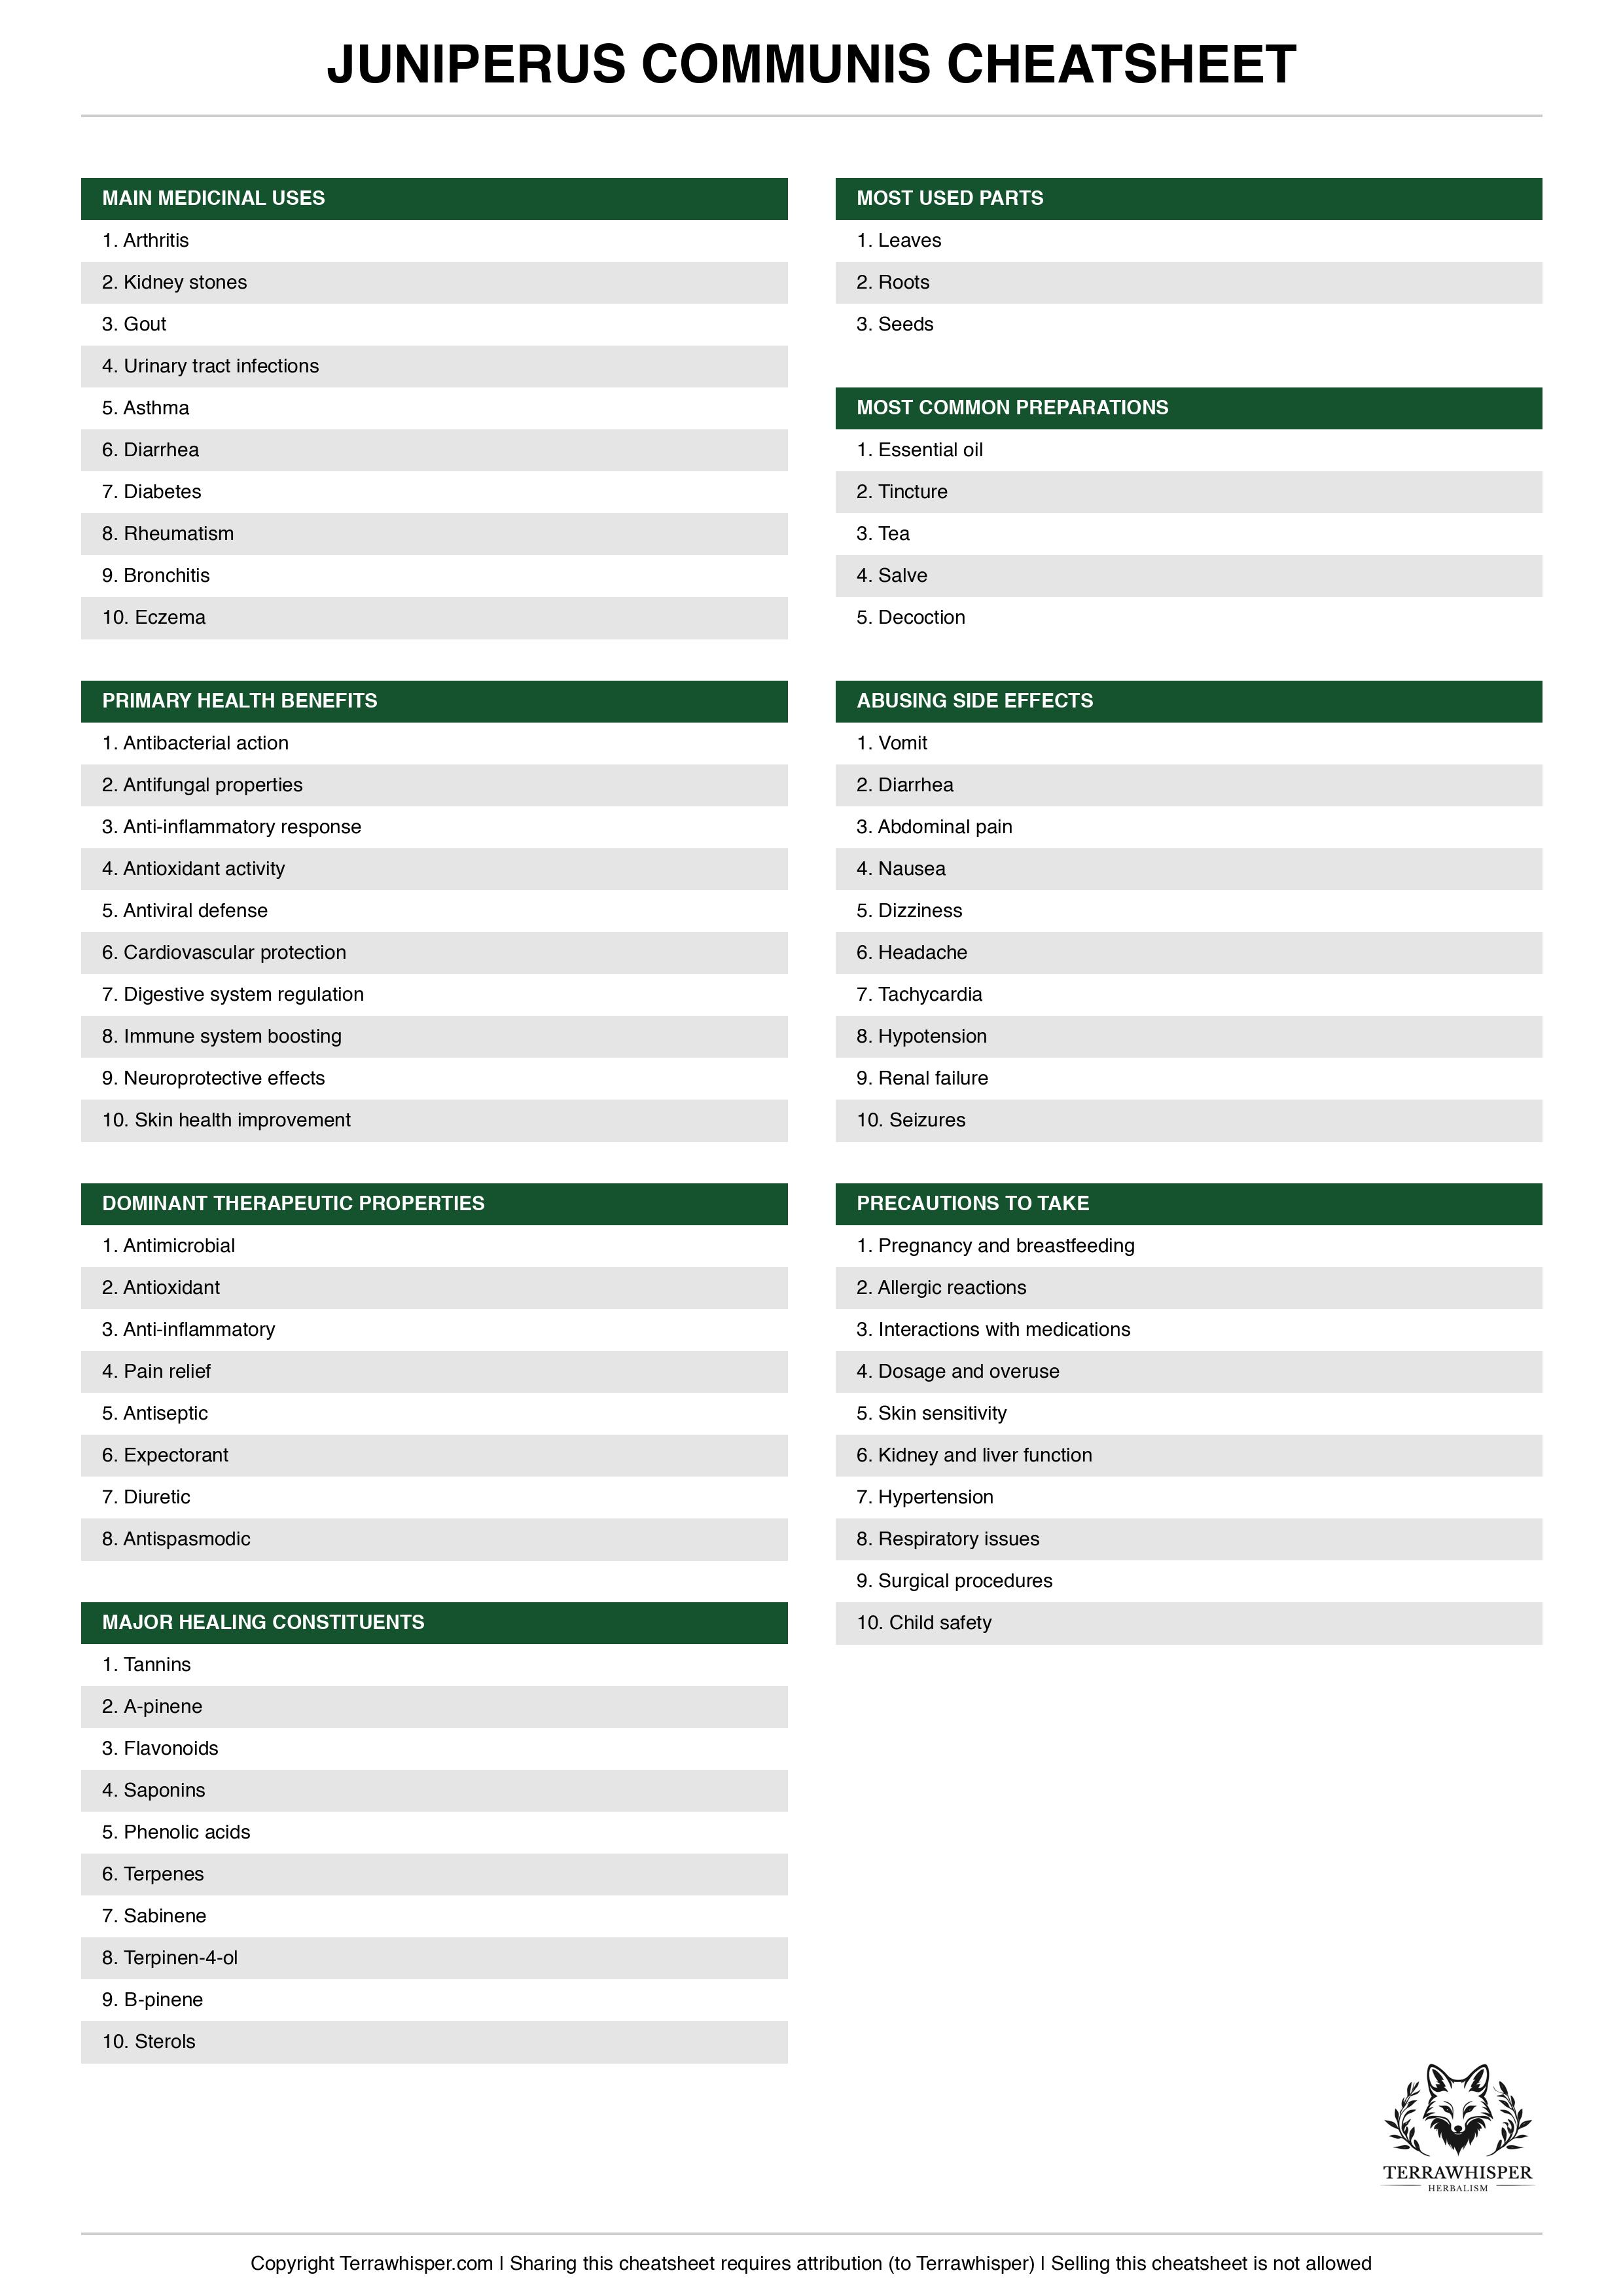 JUNIPERUS COMMUNIS CHEATSHEET
MAIN MEDICINAL USES
1. Arthritis
2. Kidney stones
3. Gout
4. Urinary tract infections
5. Asthma
6. Diarrhea
7. Diabetes
8. Rheumatism
9. Bronchitis
10. Eczema
PRIMARY HEALTH BENEFITS
1. Antibacterial action
2. Antifungal properties
3. Anti-inflammatory response
4. Antioxidant activity
5. Antiviral defense
6. Cardiovascular protection
7. Digestive system regulation
8. Immune system boosting
9. Neuroprotective effects
10. Skin health improvement
DOMINANT THERAPEUTIC PROPERTIES
1. Antimicrobial
2. Antioxidant
3. Anti-inflammatory
4. Pain relief
5. Antiseptic
6. Expectorant
7. Diuretic
8. Antispasmodic
MAJOR HEALING CONSTITUENTS
1. Tannins
2. A-pinene
3. Flavonoids
4. Saponins
5. Phenolic acids
6. Terpenes
7. Sabinene
8. Terpinen-4-ol
9. B-pinene
10. Sterols
MOST USED PARTS
1. Leaves
2. Roots
3. Seeds
MOST COMMON PREPARATIONS
1. Essential oil
2. Tincture
3. Tea
4. Salve
5. Decoction
ABUSING SIDE EFFECTS
1. Vomit
2. Diarrhea
3. Abdominal pain
4. Nausea
5. Dizziness
6. Headache
7. Tachycardia
8. Hypotension
9. Renal failure
10. Seizures
PRECAUTIONS TO TAKE
1. Pregnancy and breastfeeding
2. Allergic reactions
3. Interactions with medications
4. Dosage and overuse
5. Skin sensitivity
6. Kidney and liver function
7. Hypertension
8. Respiratory issues
9. Surgical procedures
10. Child safety
TERRAWHISPER
HERBALISM
Copyright Terrawhisper.com | Sharing this cheatsheet requires attribution (to Terrawhisper) | Selling this cheatsheet is not allowed